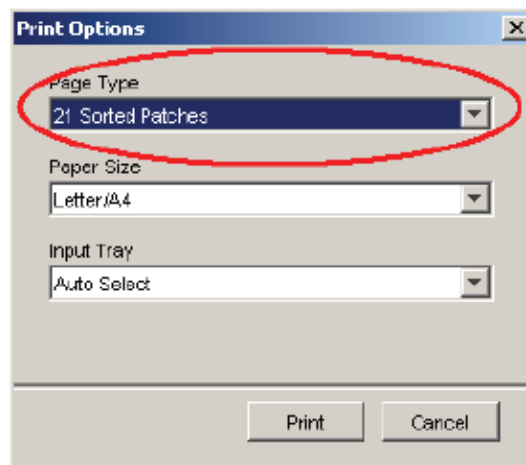 Print Options
Page Type
21 Sorted Patches
Paper Size
Letter/A4
Input Tray
Auto Select
Print Cancel